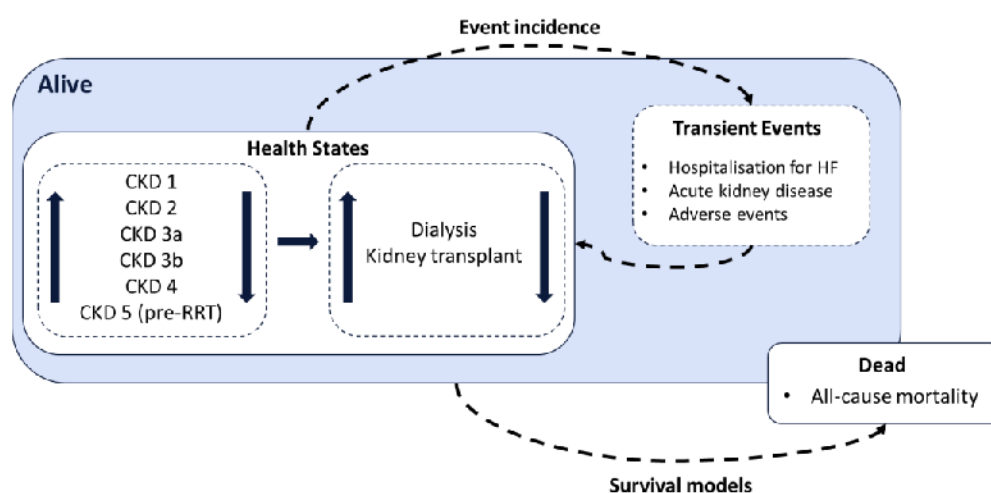 Event incidence
Alive
Health States
CKD 1
CKD 2
CKD 3a
CKD 3b
CKD 4
CKD 5 (pre-RRT)
Dialysis
Kidney transplant
Transient Events
• Hospitalisation for HF
• Acute kidney disease
• Adverse events
Dead
• All-cause mortality
Survival models